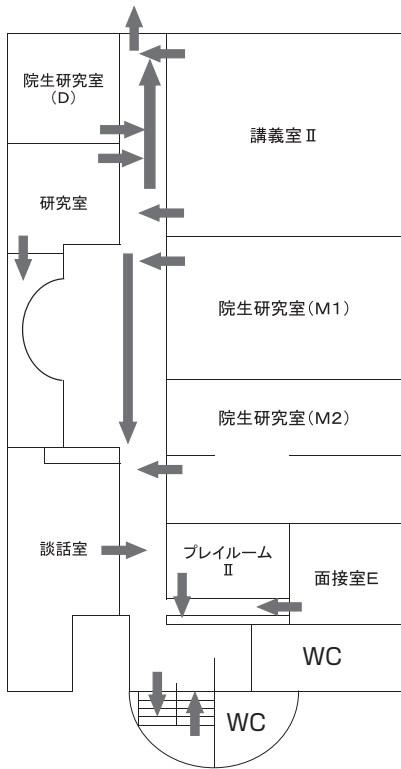 院生研究室
（D）
講義室Ⅱ
研究室
院生研究室（M1）
院生研究室（M2）
談話室
プレイルーム
Ⅱ
面接室E
WC
WC